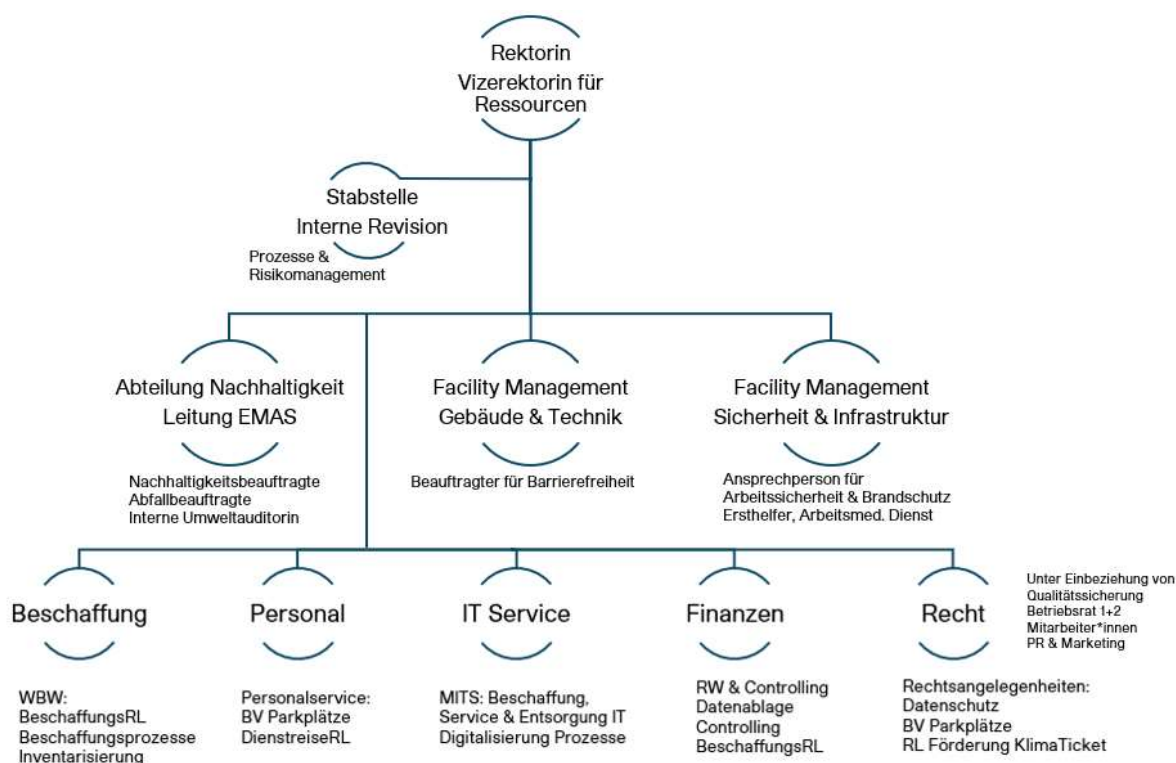 Rektorin
Vizerektorin für
Ressourcen
Stabstelle
Interne Revision
Prozesse &
Risikomanagement
Abteilung Nachhaltigkeit
Leitung EMAS
Nachhaltigkeitsbeauftragte
Abfallbeauftragte
Interne Umweltauditorin
Facility Management
Gebäude & Technik
Beauftragter für Barrierefreiheit
Facility Management
Sicherheit & Infrastruktur
Ansprechperson für
Arbeitssicherheit & Brandschutz
Ersthelfer, Arbeitsmed. Dienst
Beschaffung
WBW:
BeschaffungsRL
Beschaffungsprozesse
Inventarisierung
Personal
Personalservice:
BV Parkplätze
DienstreiseRL
IT Service
MITS: Beschaffung,
Service & Entsorgung IT
Digitalisierung Prozesse
Finanzen
RW & Controlling
Datenablage
Controlling
BeschaffungsRL
Recht
Rechtsangelegenheiten:
Datenschutz
BV Parkplätze
RL Förderung KlimaTicket
Unter Einbeziehung von
Qualitätssicherung
Betriebsrat 1+2
Mitarbeiter*innen
PR & Marketing